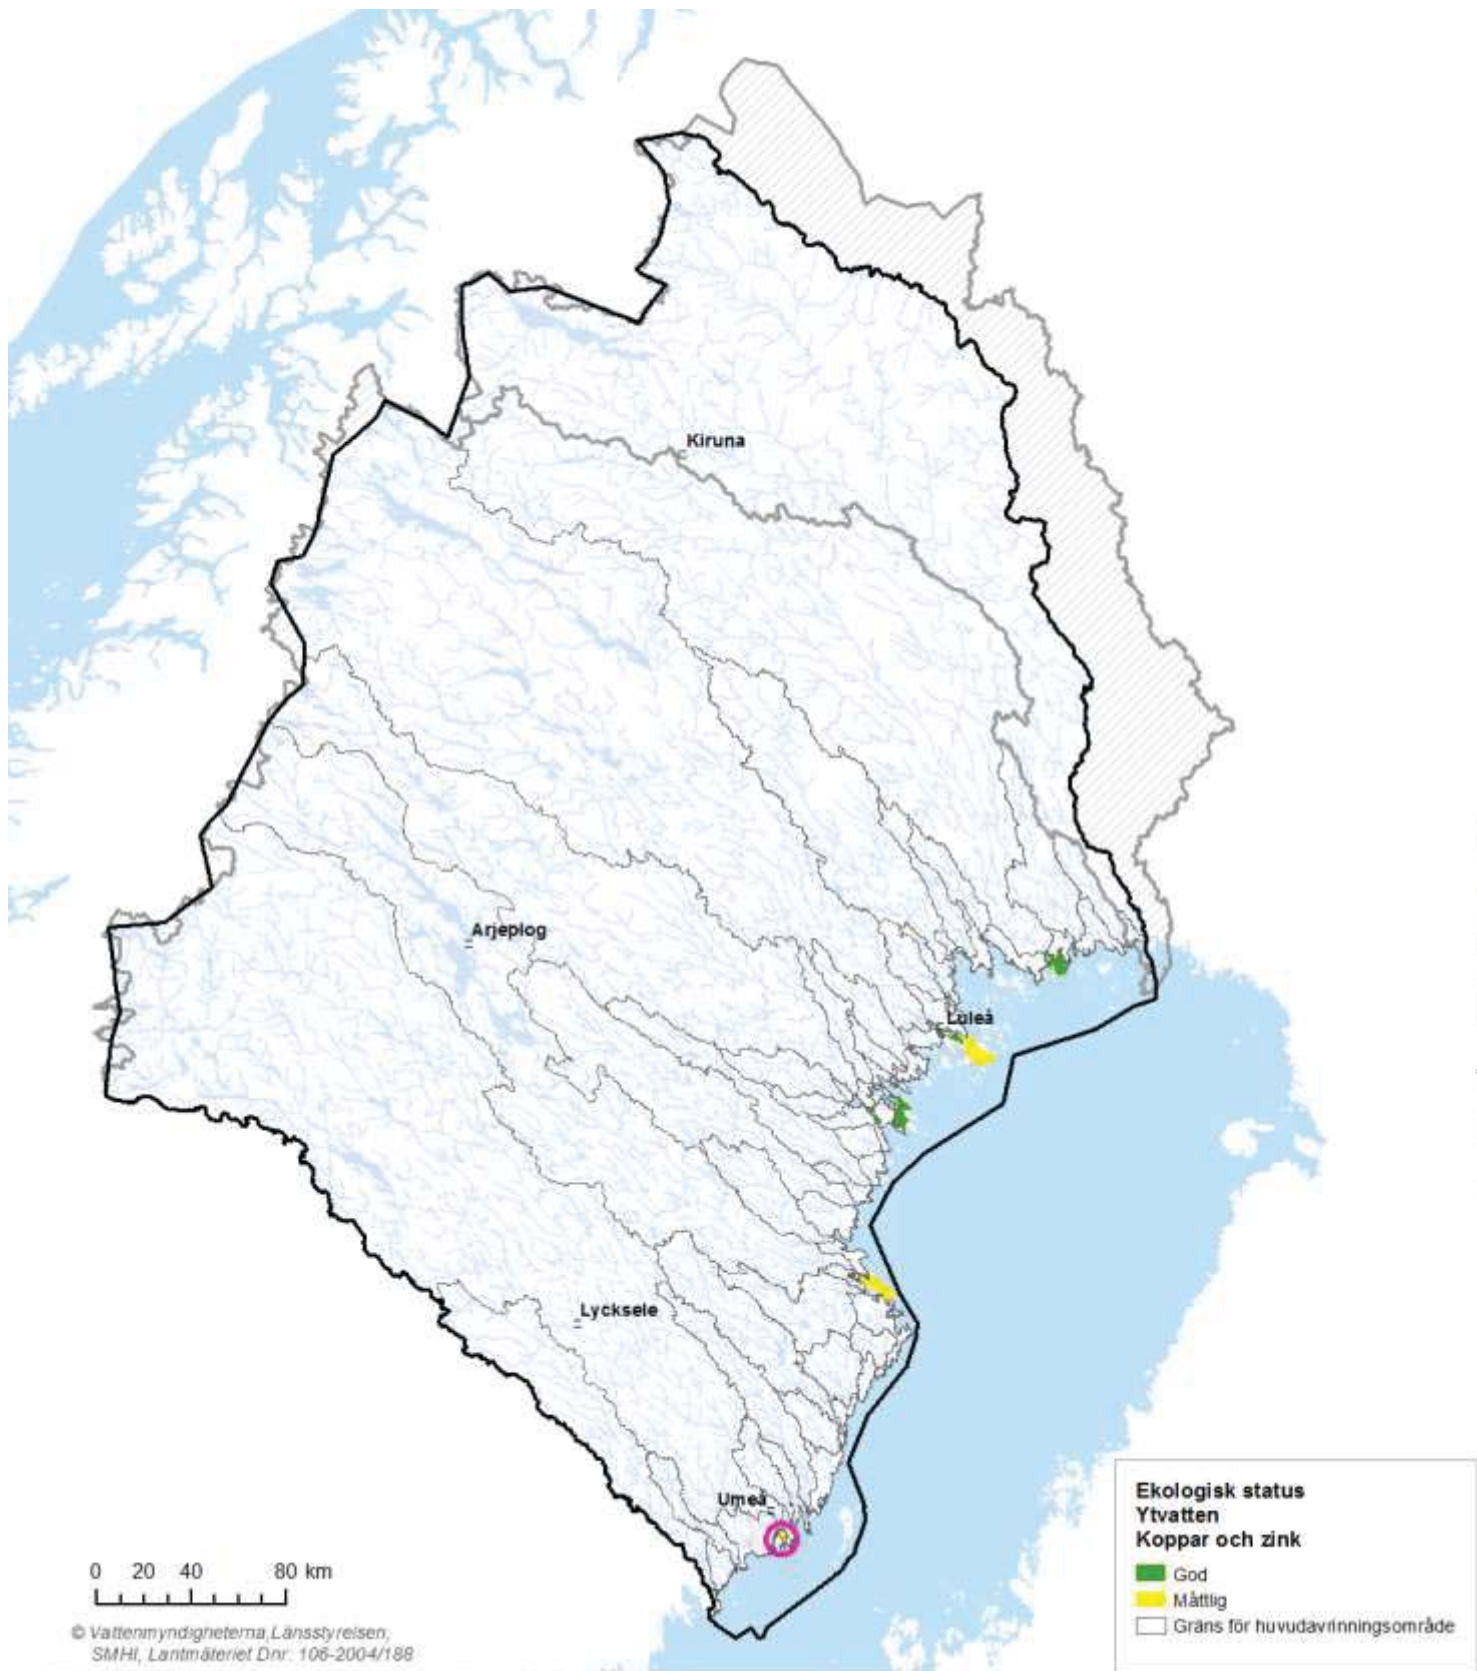 Kiruna
Arjeplog
Luleå
Lycksele
Umeå
0 20 40 80 km
© Vattenmyndigheterna, Länsstyrelsen,
SMHI, Lantmäteriet Dnr: 106-2004/188
Ekologisk status
Ytvatten
Koppar och zink
God
Måttlig
Gräns för huvudavrinningsområde